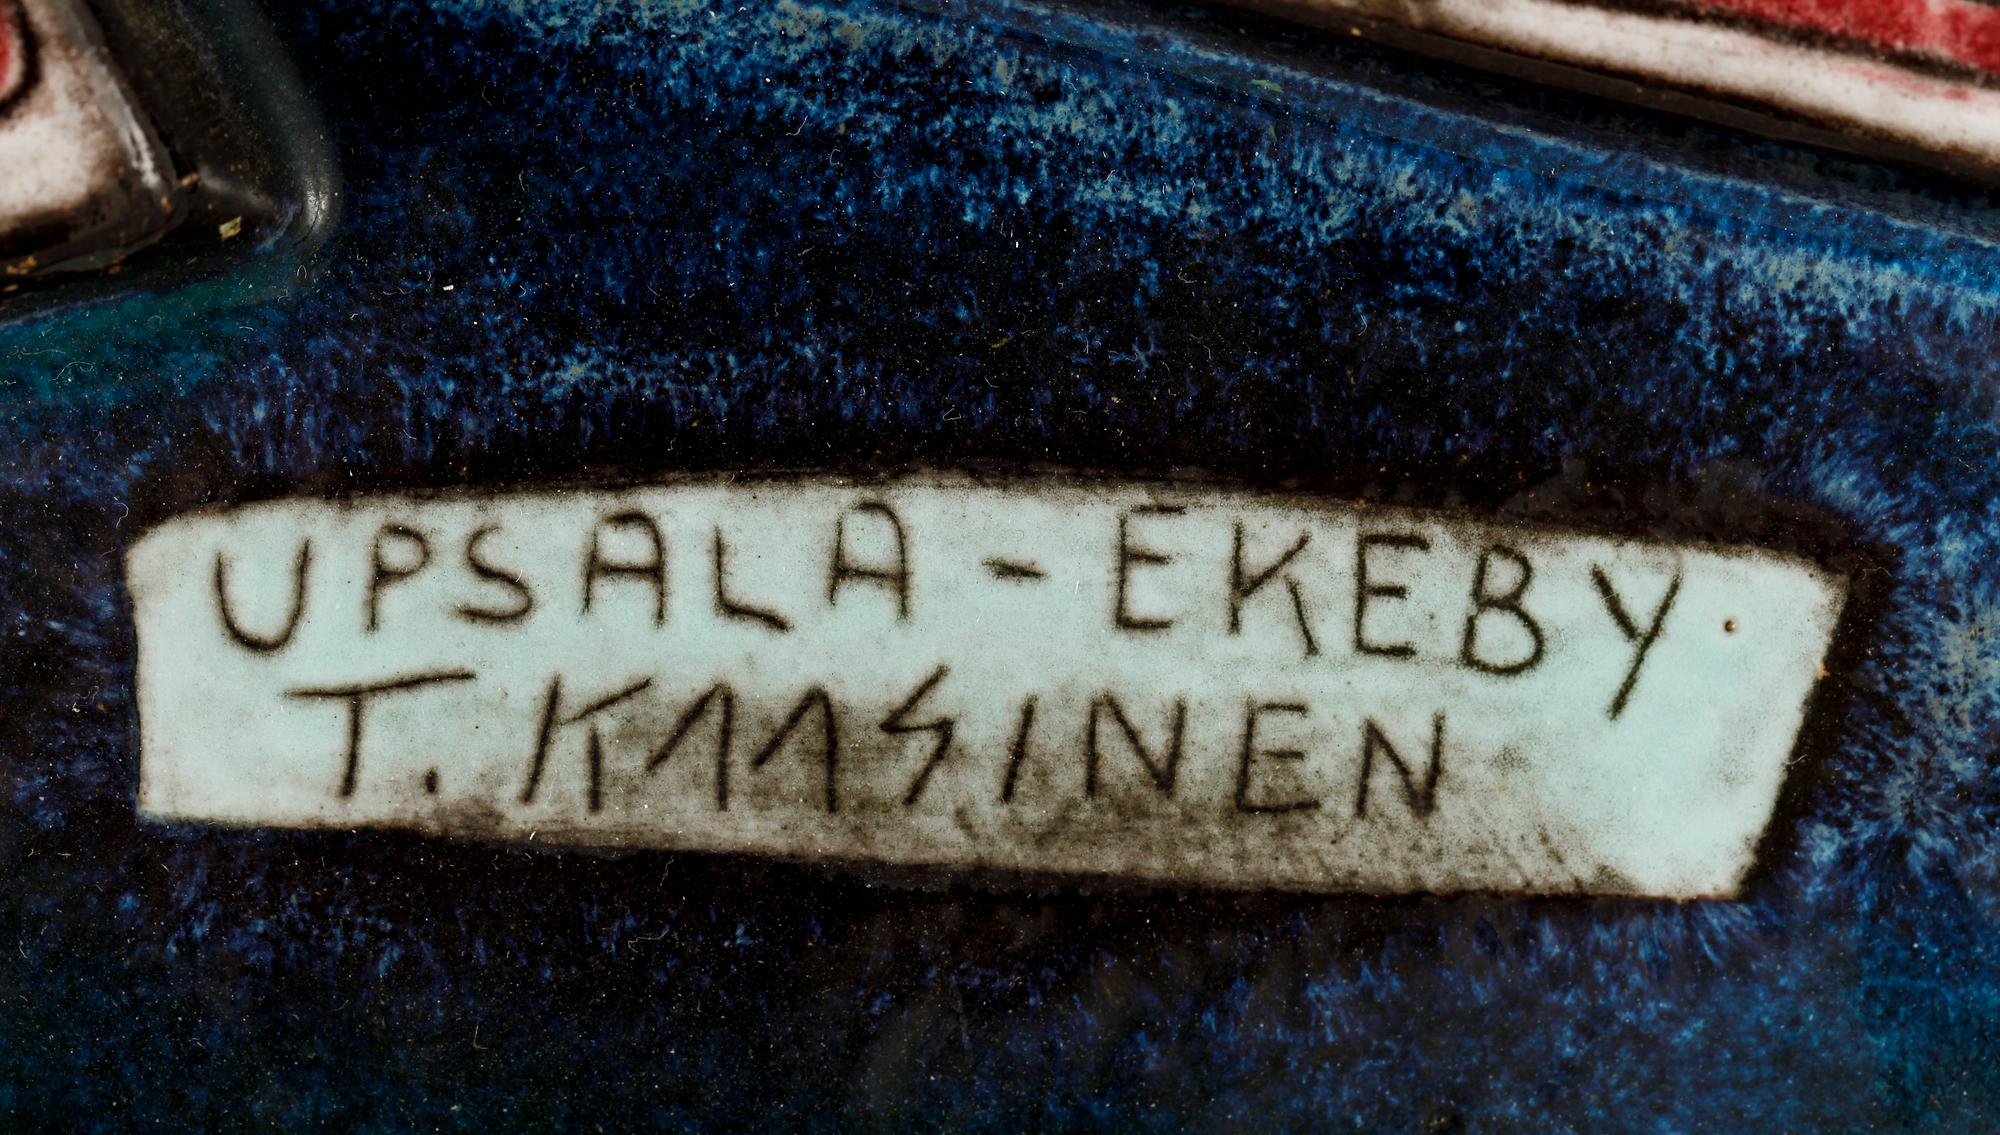 UPSALA - EKEBY.
T. KAASINEN